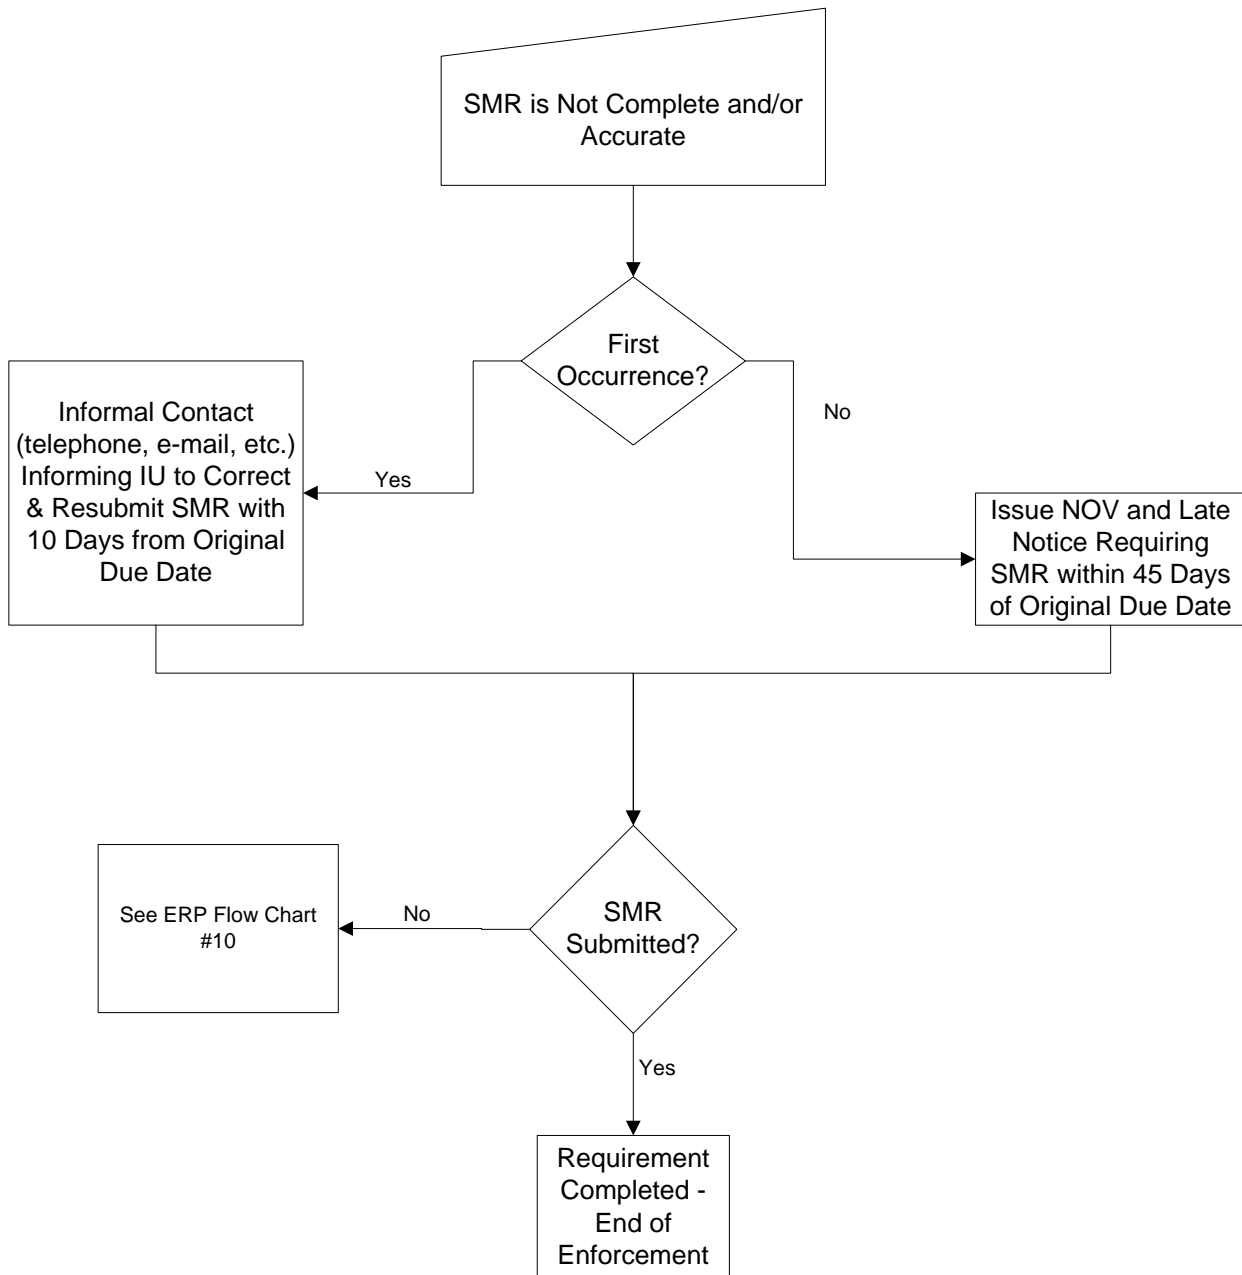 SMR is Not Complete and/or
Accurate
First
Occurrence?
No
Yes
Informal Contact
(telephone, e-mail, etc.)
Informing IU to Correct
& Resubmit SMR with
10 Days from Original
Due Date
Issue NOV and Late
Notice Requiring
SMR within 45 Days
of Original Due Date
SMR
Submitted?
No
See ERP Flow Chart
#10
Yes
Requirement
Completed -
End of
Enforcement